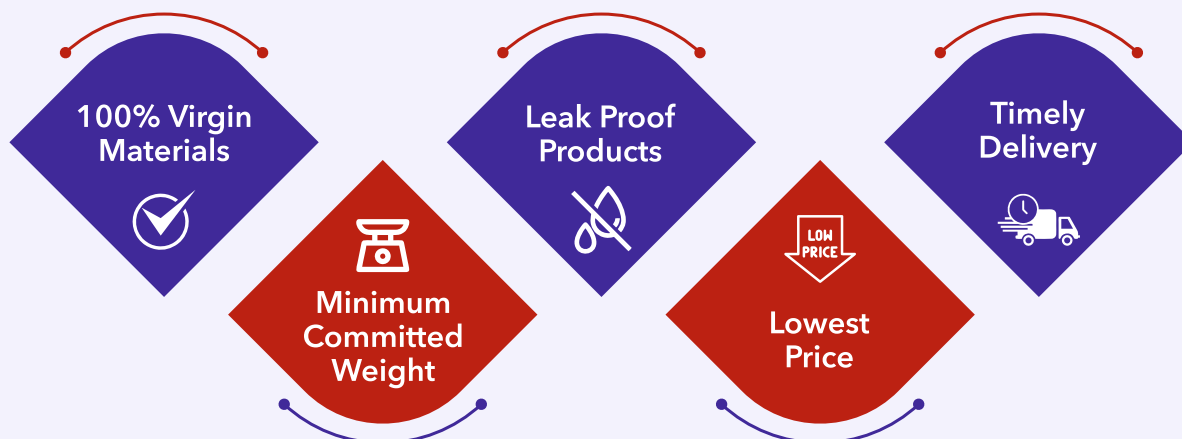 100% Virgin
Materials
Minimum
Committed
Weight
Leak Proof
Products
LOW
PRICE
Lowest
Price
Timely
Delivery